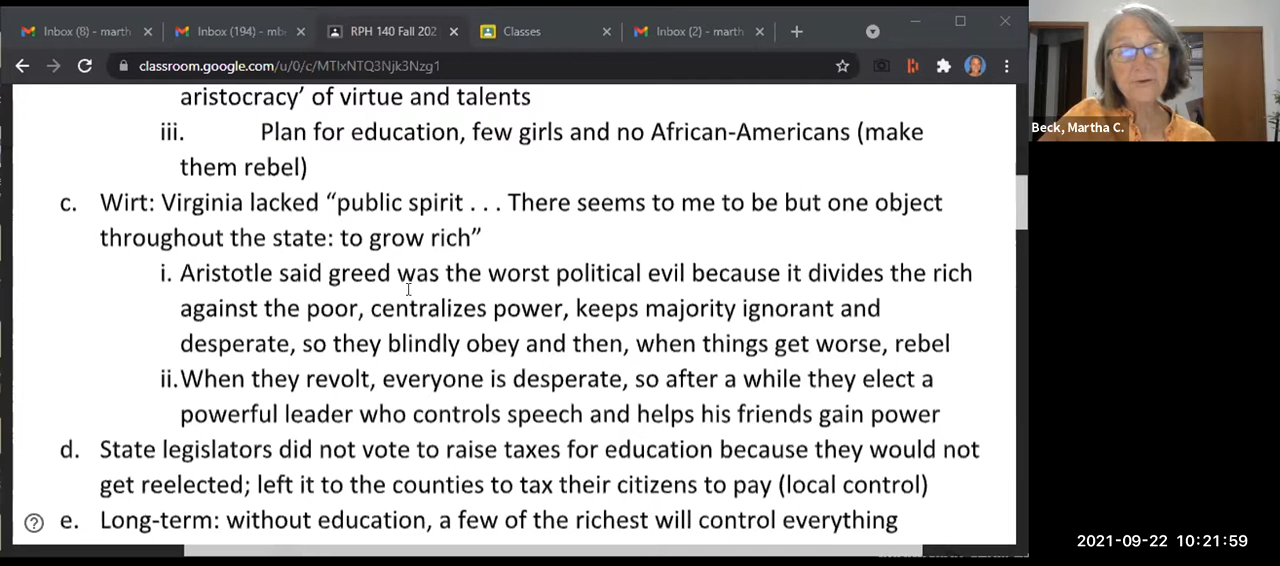 Inbox (8) - marth
Inbox (194) - mb
RPH 140 Fall 202
Classes
Inbox (2) - marth
classroom.google.com/u/0/c/MTIxNTQ3Njk3Nzg1
Beck, Martha C.
aristocracy’ of virtue and talents
iii. Plan for education, few girls and no African-Americans (make
them rebel)
c. Wirt: Virginia lacked “public spirit . . . There seems to me to be but one object
throughout the state: to grow rich”
i. Aristotle said greed was the worst political evil because it divides the rich
against the poor, centralizes power, keeps majority ignorant and
desperate, so they blindly obey and then, when things get worse, rebel
ii.When they revolt, everyone is desperate, so after a while they elect a
powerful leader who controls speech and helps his friends gain power
d. State legislators did not vote to raise taxes for education because they would not
get reelected; left it to the counties to tax their citizens to pay (local control)
e. Long-term: without education, a few of the richest will control everything
2021-09-22 10:21:59